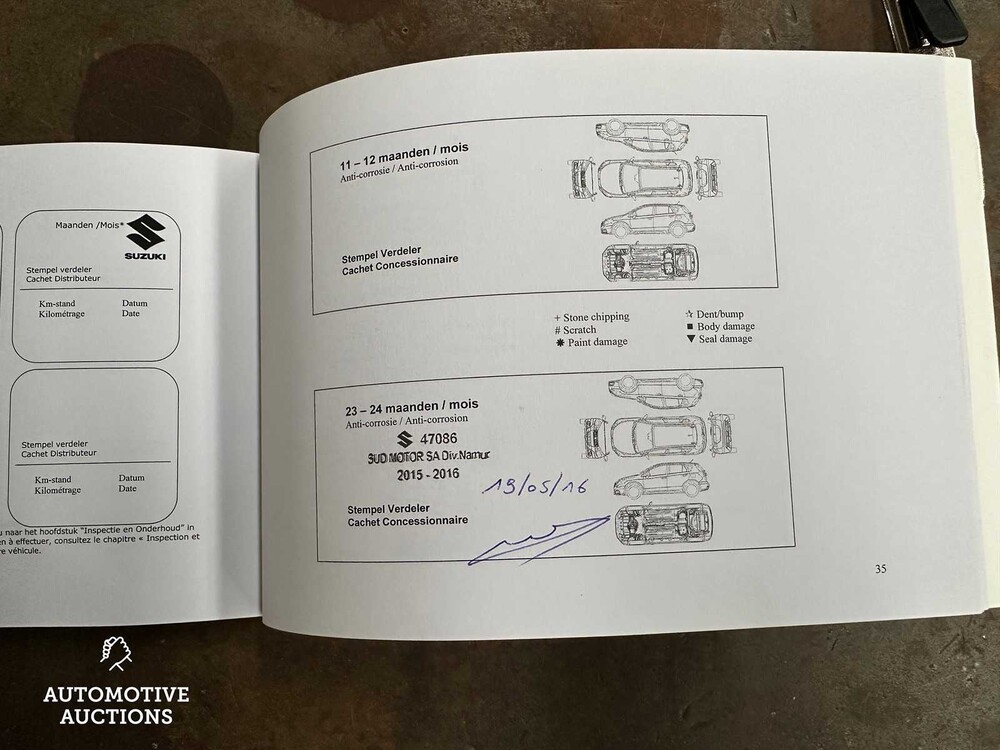 Maanden /Mois*
SUZUKI
Stempel verdeler
Cachet Distributeur
Km-stand Datum
Kilométrage Date
Stempel verdeler
Cachet Distributeur
Km-stand Datum
Kilométrage Date
u naar het hoofdstuk "Inspectie en Onderhoud" in
en à effectuer, consultez le chapitre « Inspection et
re véhicule.
11 – 12 maanden / mois
Anti-corrosie / Anti-corrosion
Stempel Verdeler
Cachet Concessionnaire
+ Stone chipping ☆ Dent/bump
# Scratch ■ Body damage
✸ Paint damage ▼ Seal damage
23 – 24 maanden / mois
Anti-corrosie / Anti-corrosion
47086
SUD MOTOR SA Div.Namur
2015 - 2016
19/05/16
Stempel Verdeler
Cachet Concessionnaire
35
AUTOMOTIVE
AUCTIONS